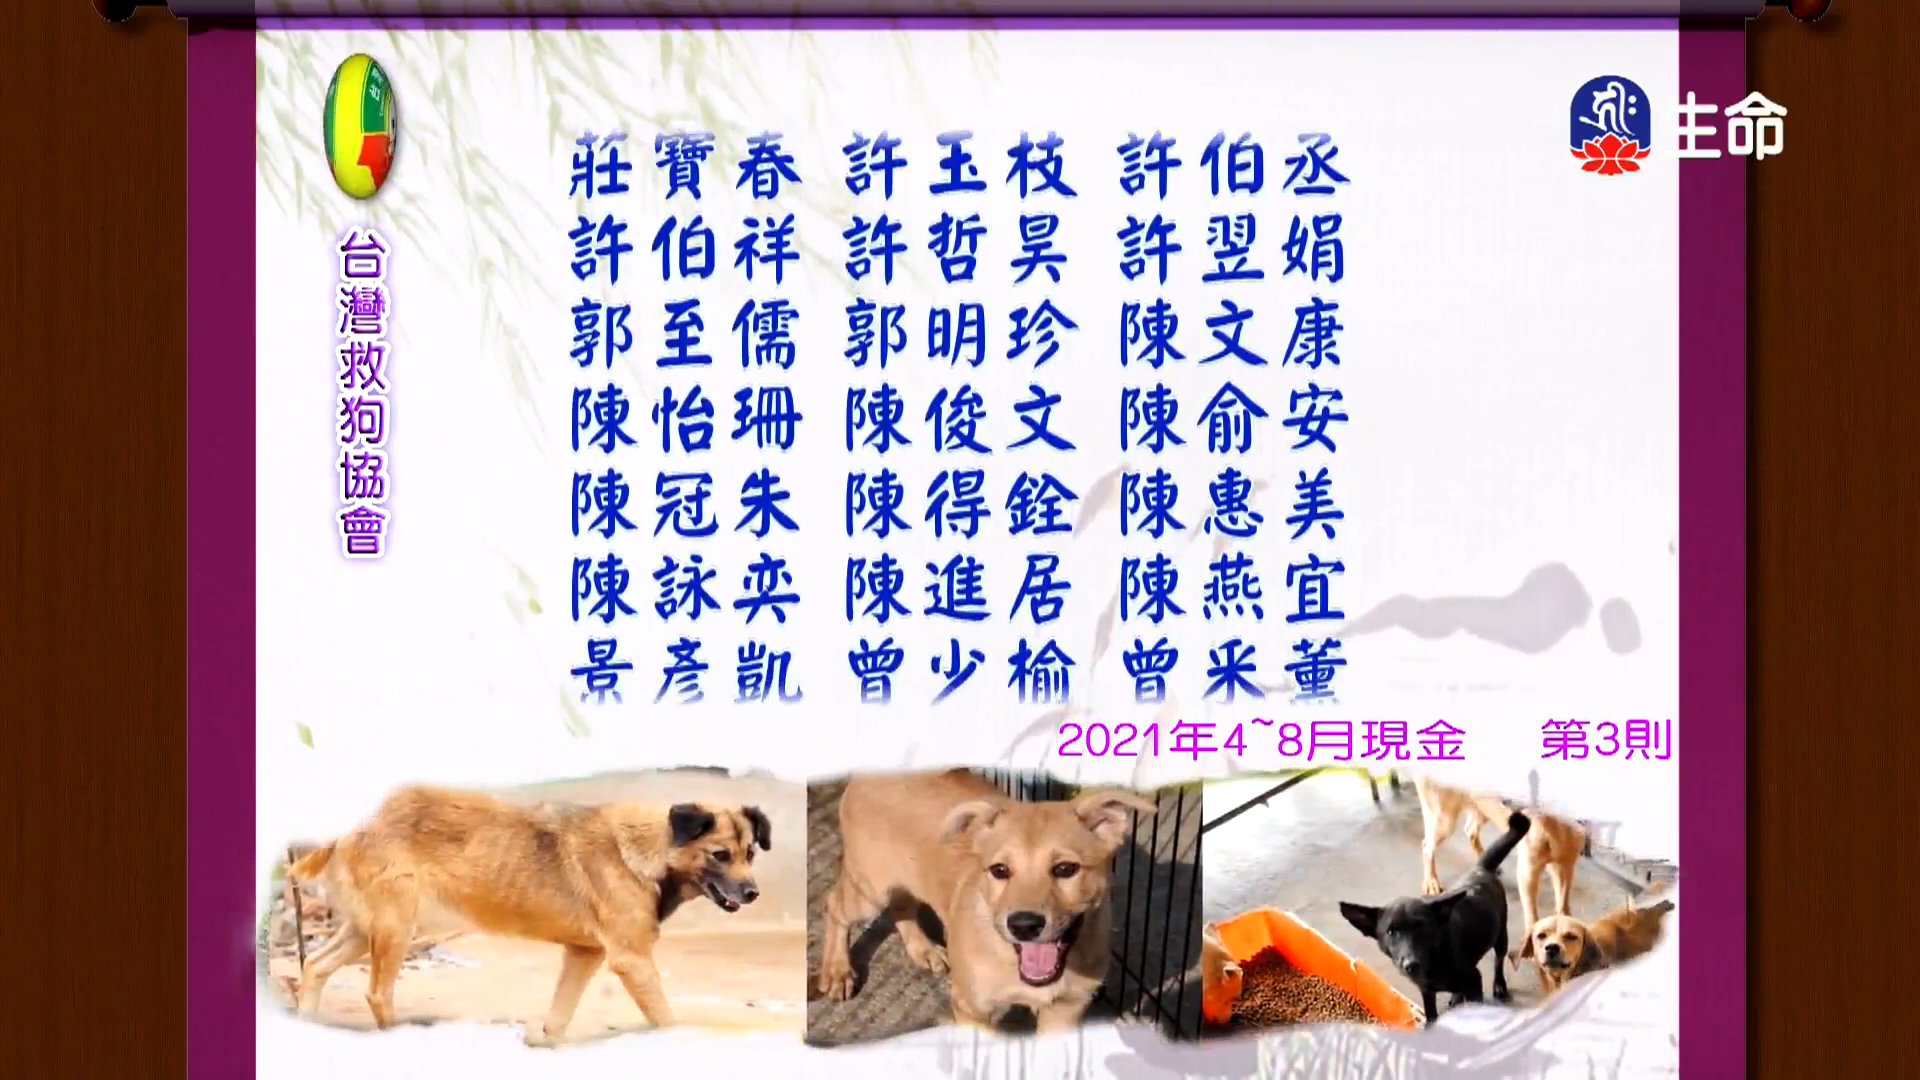 生命
台灣救狗協會
莊寶春 許玉枝 許伯丞
許伯祥 許哲昊 許翌娟
郭至儒 郭明珍 陳文康
陳怡珊 陳俊文 陳俞安
陳冠朱 陳得銓 陳惠美
陳詠奕 陳進居 陳燕宜
景彥凱 曾少榆 曾釆薰
2021年4~8月現金 第3則